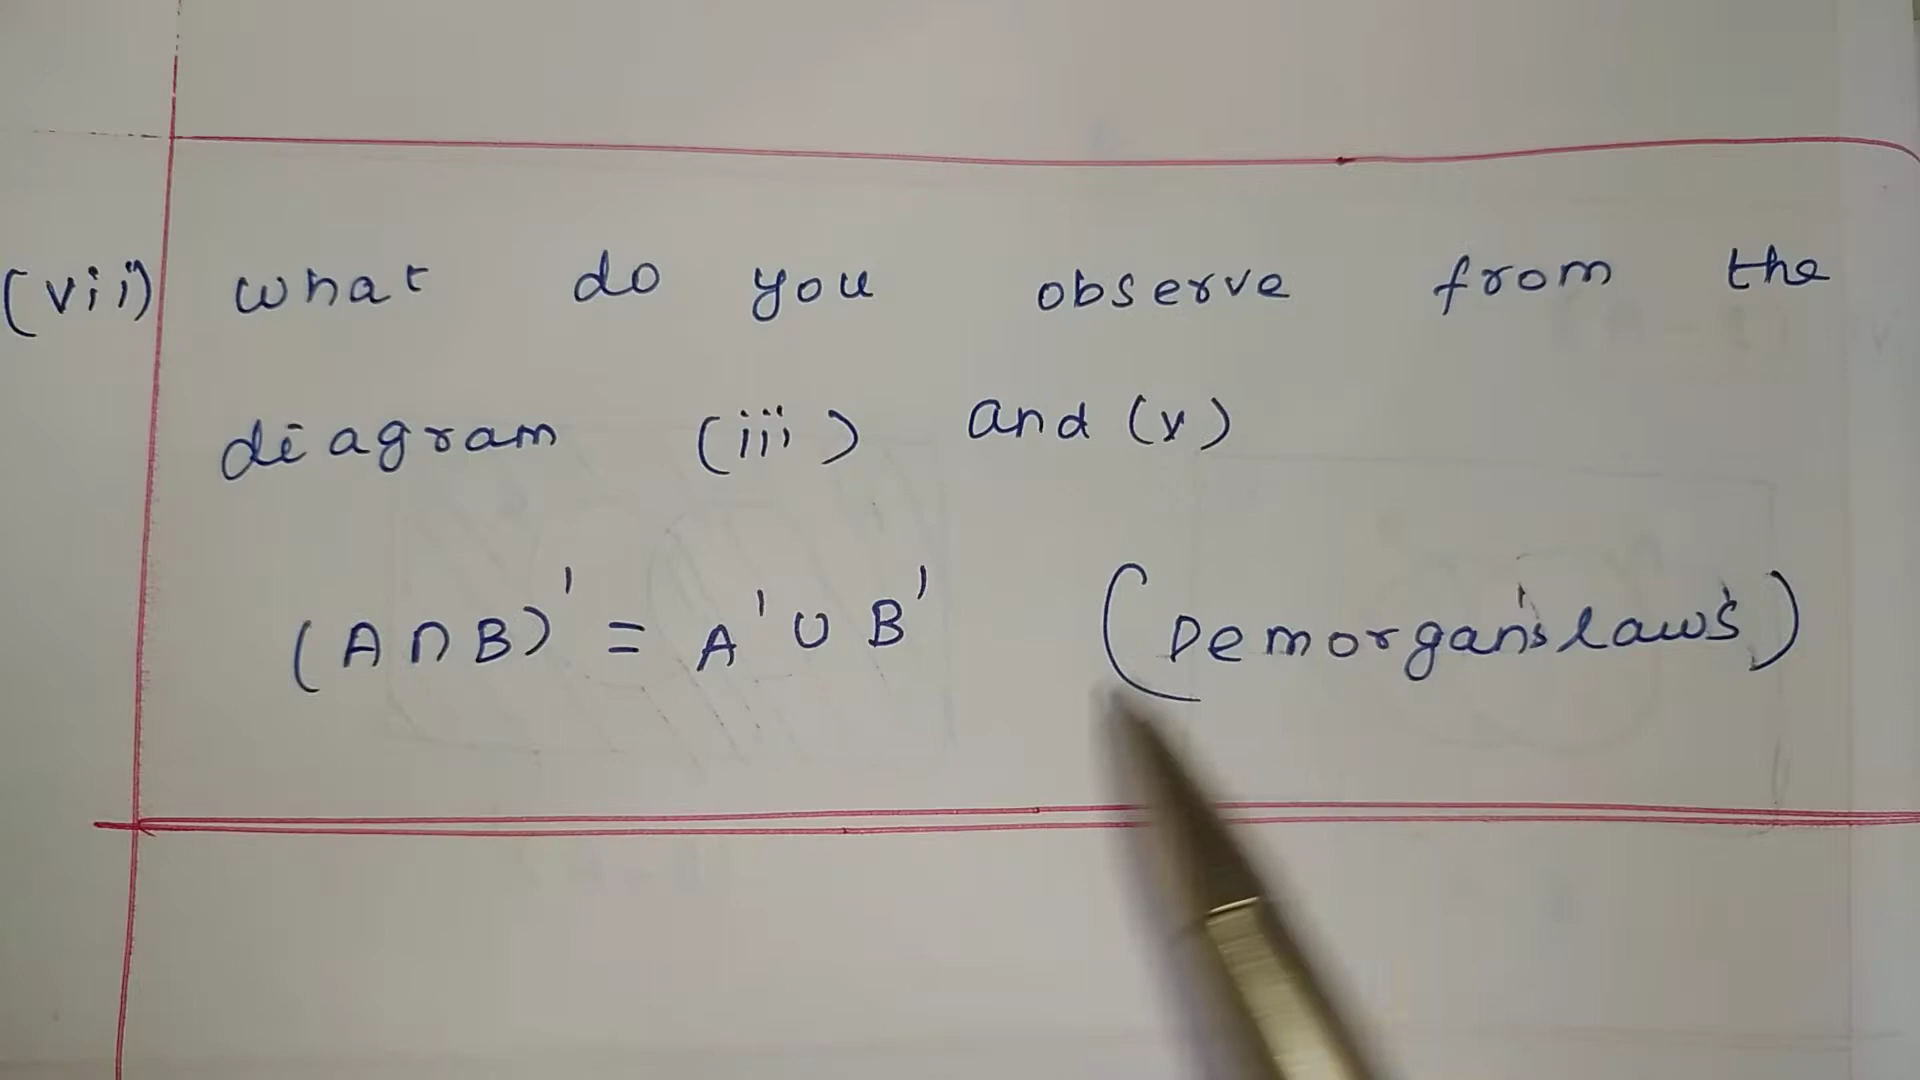 (vii) what do you observe from the
diagram (iii) and (v)
(A∩B)' = A' ∪ B' (Demorgan's laws)